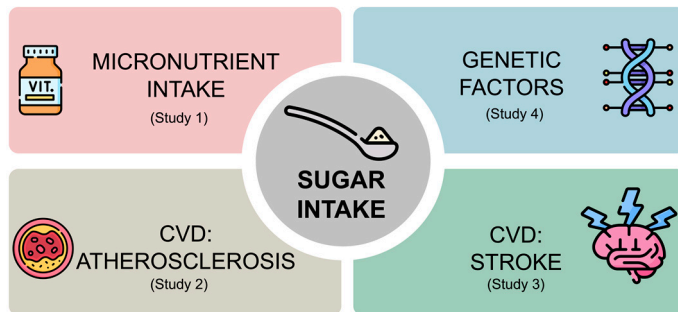 VIT.
MICRONUTRIENT
INTAKE
(Study 1)
GENETIC
FACTORS
(Study 4)
SUGAR
INTAKE
CVD:
ATHEROSCLEROSIS
(Study 2)
CVD:
STROKE
(Study 3)